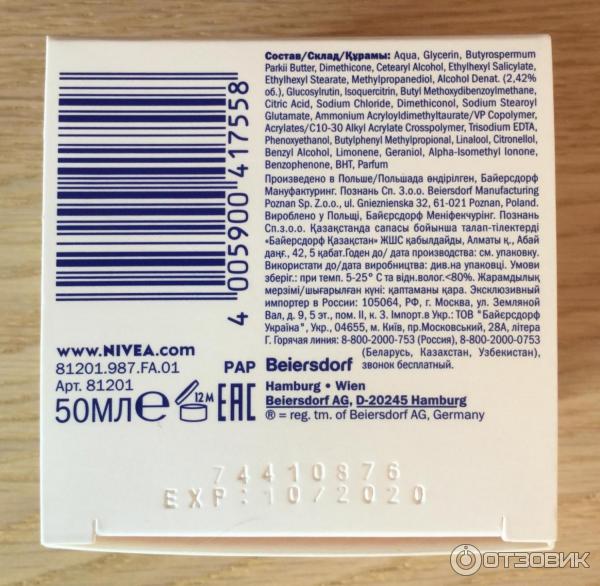 Состав/Склад/Құрамы: Aqua, Glycerin, Butyrospermum
Parkii Butter, Dimethicone, Cetearyl Alcohol, Ethylhexyl Salicylate,
Ethylhexyl Stearate, Methylpropanediol, Alcohol Denat. (2,42%
об.), Glucosylrutin, Isoquercitrin, Butyl Methoxydibenzoylmethane,
Citric Acid, Sodium Chloride, Dimethiconol, Sodium Stearoyl
Glutamate, Ammonium Acryloyldimethyltaurate/VP Copolymer,
Acrylates/C10-30 Alkyl Acrylate Crosspolymer, Trisodium EDTA,
Phenoxyethanol, Butylphenyl Methylpropional, Linalool, Citronellol,
Benzyl Alcohol, Limonene, Geraniol, Alpha-Isomethyl Ionone,
Benzophenone, BHT, Parfum
Произведено в Польше/Польшада өндірілген, Байерсдорф
Мануфактуринг. Познань Сп. З.о.о. Beiersdorf Manufacturing
Poznan Sp. Z.o.o., ul. Gnieznienska 32, 61-021 Poznan, Poland.
Вироблено у Польщі, Байєрсдорф Меніфекчурінг. Познань
Сп.з.о.о. Қазақстанда сапасы бойынша талап-тілектерді
«Байерсдорф Қазақстан» ЖШС қабылдайды, Алматы қ., Абай
даңғ., 42, 5 қабат.Годен до/ дата производства: см. упаковку.
Використати до/дата виробництва: див.на упаковці. Умови
зберіг.: при темп. 5-25° С та відн.волог.<80%. Жарамдылық
мерзімі/шығарылған күні: қаптаманы қара. Эксклюзивный
импортер в России: 105064, РФ, г. Москва, ул. Земляной
Вал, д. 9, 5 эт., пом. II, к. 3. Імпорт.в Укр.: ТОВ "Байєрсдорф
Україна", Укр., 04655, м. Київ, пр.Московський, 28А, літера
Г. Горячая линия: 8-800-2000-753 (Россия), 8-800-2000-0753
(Беларусь, Казахстан, Узбекистан),
звонок бесплатный.
4 005900 417558
www.NIVEA.com
81201.987.FA.01
Арт. 81201
50МЛ℮
12M
EAC
PAP
Beiersdorf
Hamburg • Wien
Beiersdorf AG, D-20245 Hamburg
® = reg. tm. of Beiersdorf AG, Germany
74410876
EXP:10/2020
ОТЗОВИК